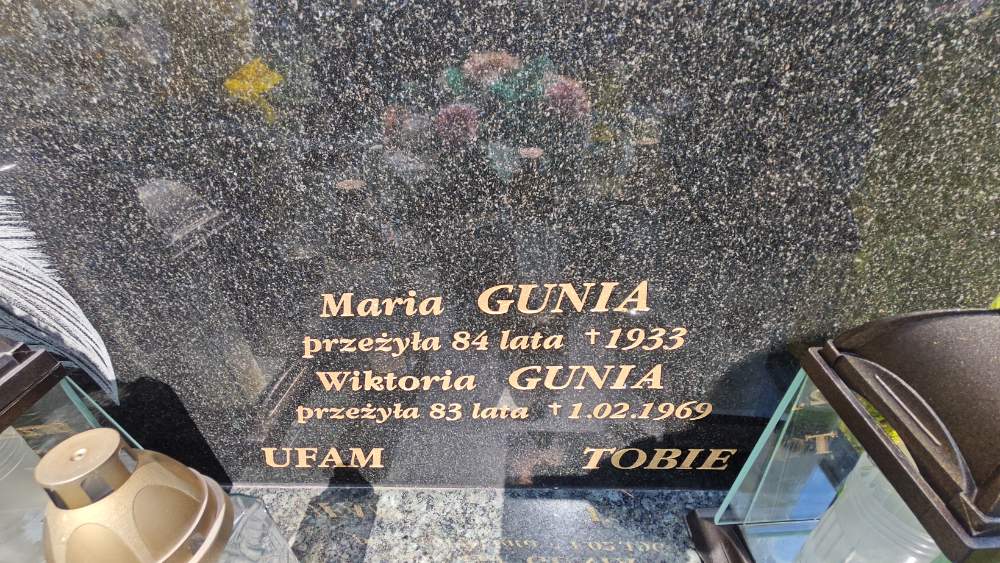 Maria GUNIA
przeżyła 84 lata † 1933
Wiktoria GUNIA
przeżyła 83 lata † 1.02.1969
UFAM TOBIE